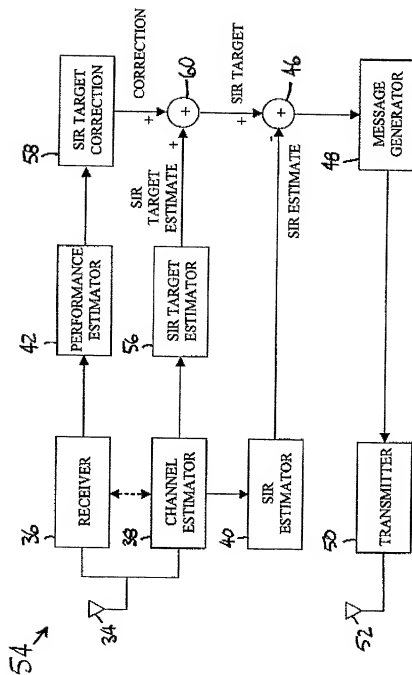 54
34
36
RECEIVER
42
PERFORMANCE
ESTIMATOR
58
SIR TARGET
CORRECTION
CORRECTION
+
60
+
+
38
CHANNEL
ESTIMATOR
56
SIR TARGET
ESTIMATOR
SIR
TARGET
ESTIMATE
SIR TARGET
+
46
+
-
40
SIR
ESTIMATOR
SIR ESTIMATE
52
50
TRANSMITTER
48
MESSAGE
GENERATOR